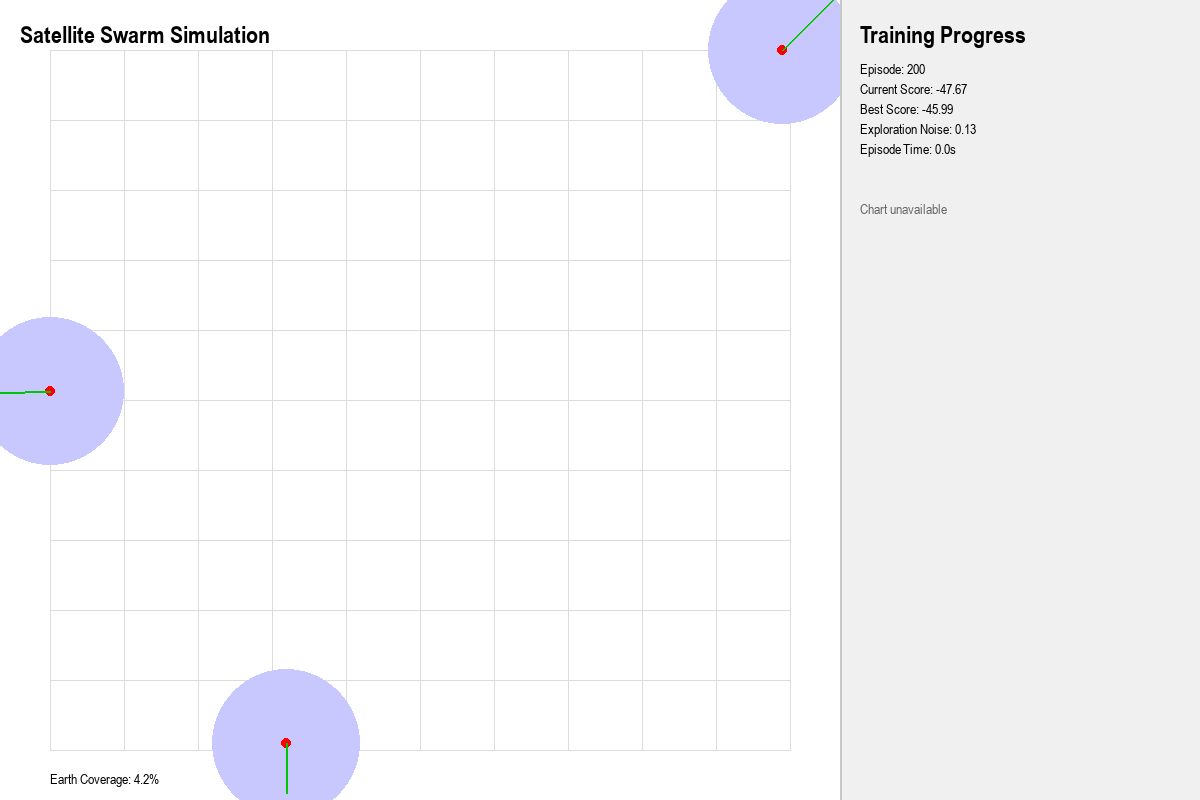 Satellite Swarm Simulation
Training Progress
Episode: 200
Current Score: -47.67
Best Score: -45.99
Exploration Noise: 0.13
Episode Time: 0.0s
Chart unavailable
Earth Coverage: 4.2%